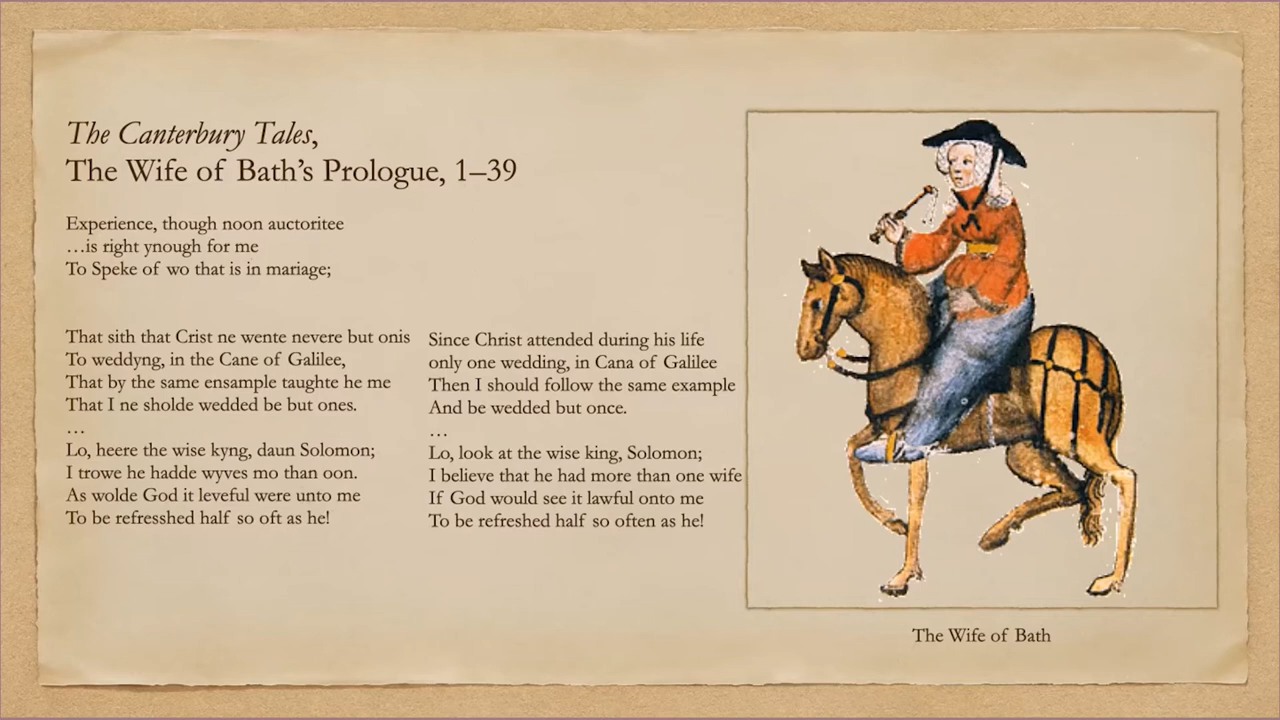 The Canterbury Tales,
The Wife of Bath’s Prologue, 1–39
Experience, though noon auctoritee
…is right ynough for me
To Speke of wo that is in mariage;
That sith that Crist ne wente nevere but onis
To weddyng, in the Cane of Galilee,
That by the same ensample taughte he me
That I ne sholde wedded be but ones.
…
Lo, heere the wise kyng, daun Solomon;
I trowe he hadde wyves mo than oon.
As wolde God it leveful were unto me
To be refresshed half so oft as he!
Since Christ attended during his life
only one wedding, in Cana of Galilee
Then I should follow the same example
And be wedded but once.
…
Lo, look at the wise king, Solomon;
I believe that he had more than one wife
If God would see it lawful onto me
To be refreshed half so often as he!
The Wife of Bath